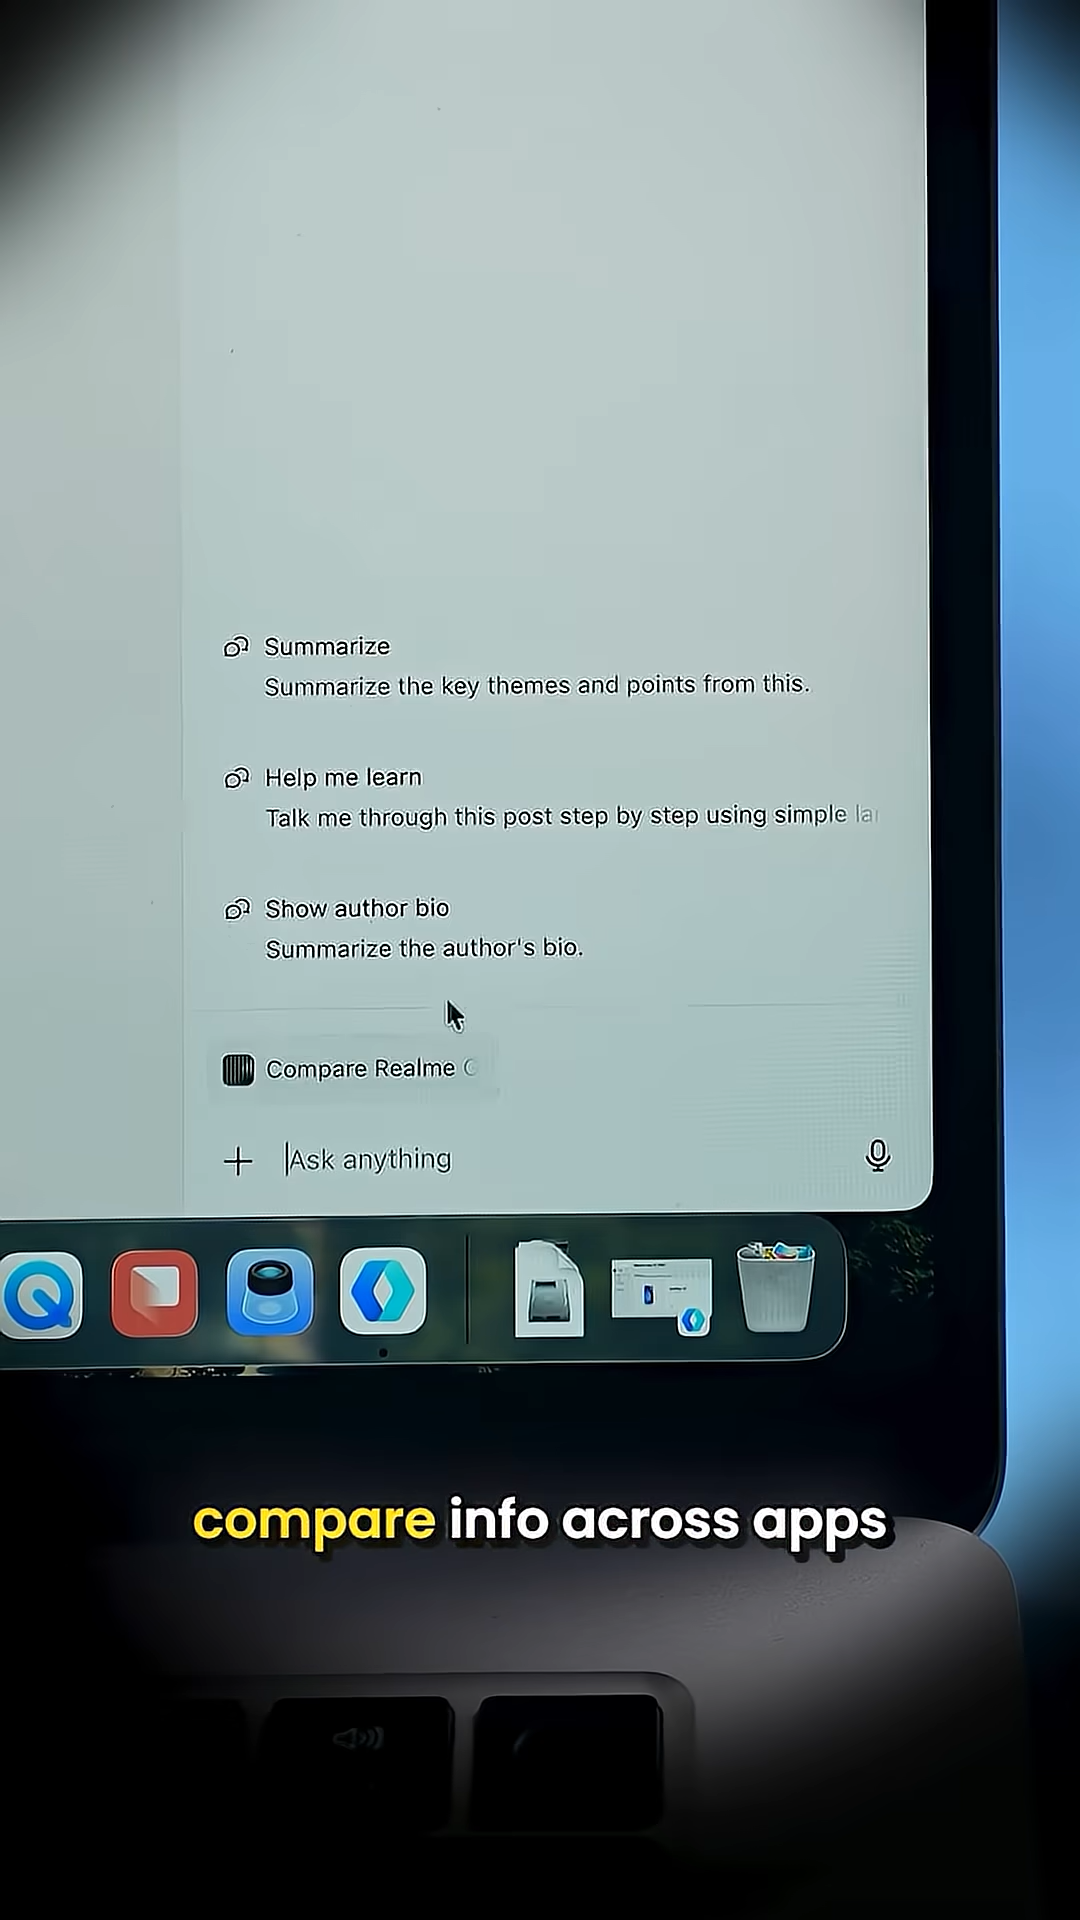 Summarize
Summarize the key themes and points from this.
Help me learn
Talk me through this post step by step using simple
Show author bio
Summarize the author's bio.
Compare Realme
Ask anything
compare info across apps